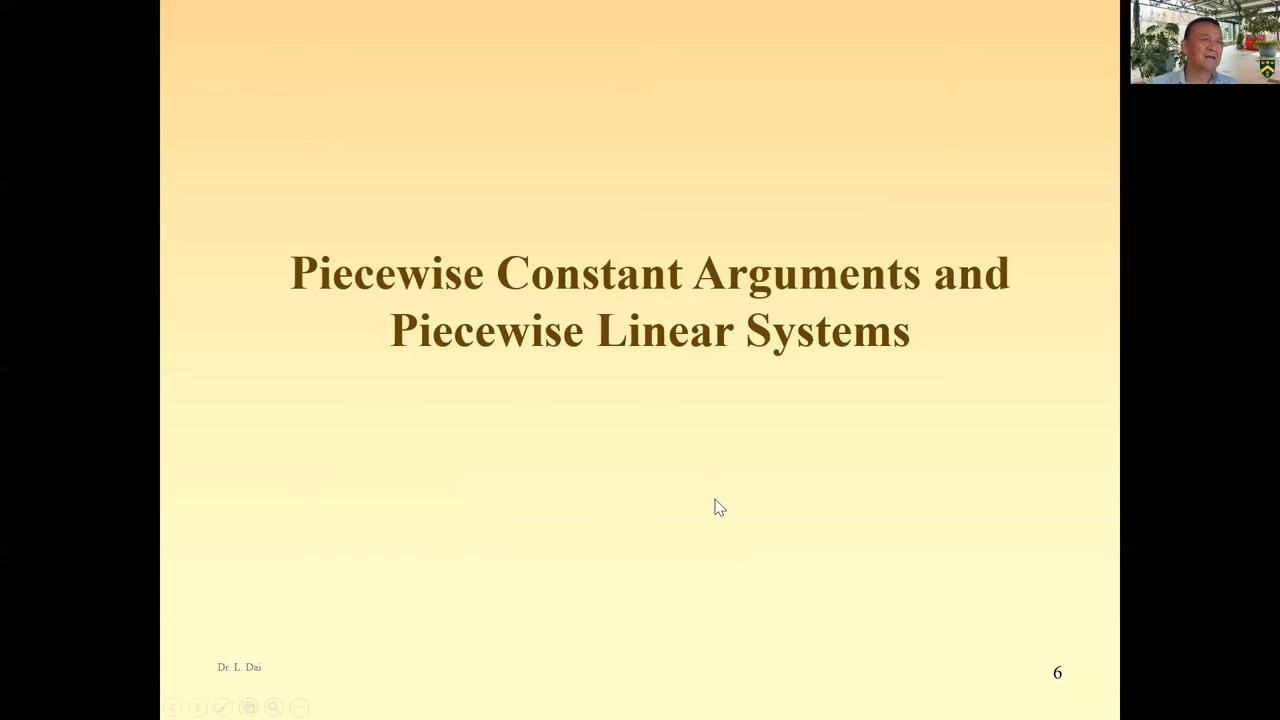 Piecewise Constant Arguments and
Piecewise Linear Systems
Dr. L. Dai
6